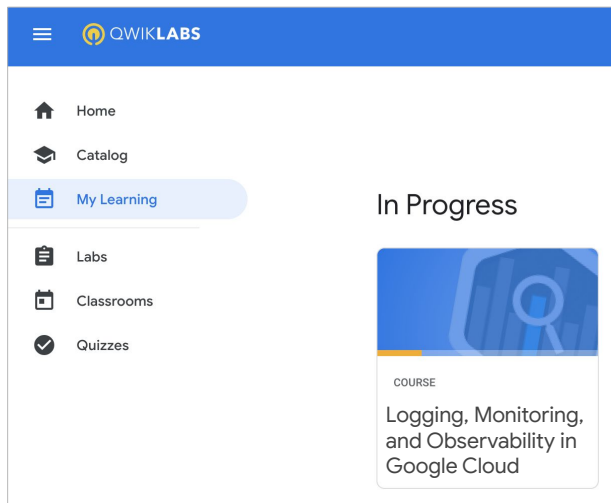 QWIKLABS
Home
Catalog
My Learning
Labs
Classrooms
Quizzes
In Progress
COURSE
Logging, Monitoring,
and Observability in
Google Cloud